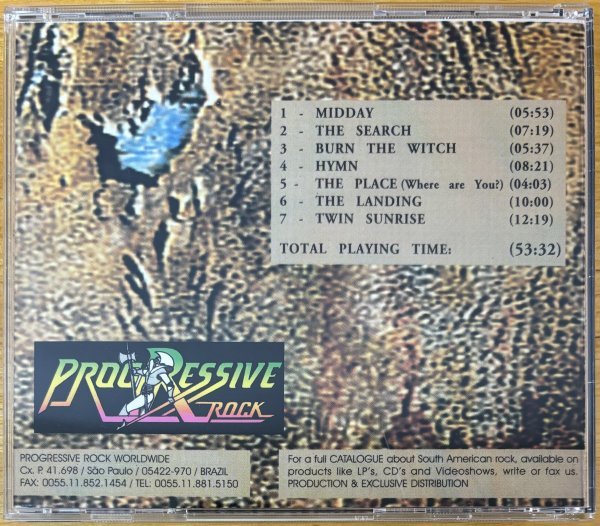 1 - MIDDAY (05:53)
2 - THE SEARCH (07:19)
3 - BURN THE WITCH (05:37)
4 - HYMN (08:21)
5 - THE PLACE (Where are You?) (04:03)
6 - THE LANDING (10:00)
7 - TWIN SUNRISE (12:19)
TOTAL PLAYING TIME: (53:32)
PROGRESSIVE
ROCK
PROGRESSIVE ROCK WORLDWIDE
Cx. P. 41.698 / São Paulo / 05422-970 / BRAZIL
FAX: 0055.11.852.1454 / TEL: 0055.11.881.5150
For a full CATALOGUE about South American rock, available on
products like LP's, CD's and Videoshows, write or fax us.
PRODUCTION & EXCLUSIVE DISTRIBUTION